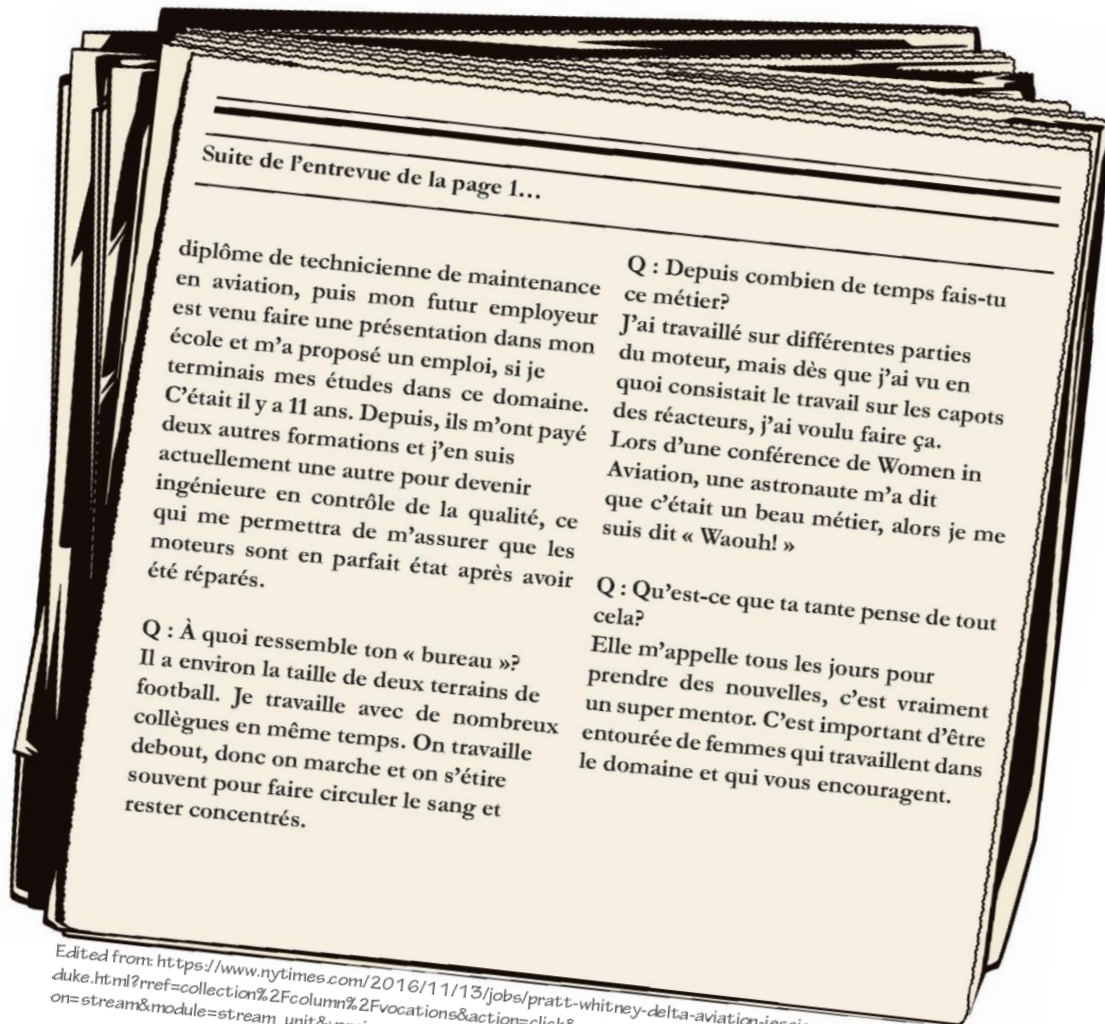 Suite de l'entrevue de la page 1…
diplôme de technicienne de maintenance
en aviation, puis mon futur employeur
est venu faire une présentation dans mon
école et m'a proposé un emploi, si je
terminais mes études dans ce domaine.
C'était il y a 11 ans. Depuis, ils m'ont payé
deux autres formations et j'en suis
actuellement une autre pour devenir
ingénieure en contrôle de la qualité, ce
qui me permettra de m'assurer que les
moteurs sont en parfait état après avoir
été réparés.
Q : À quoi ressemble ton « bureau »?
Il a environ la taille de deux terrains de
football. Je travaille avec de nombreux
collègues en même temps. On travaille
debout, donc on marche et on s'étire
souvent pour faire circuler le sang et
rester concentrés.
Q : Depuis combien de temps fais-tu
ce métier?
J'ai travaillé sur différentes parties
du moteur, mais dès que j'ai vu en
quoi consistait le travail sur les capots
des réacteurs, j'ai voulu faire ça.
Lors d'une conférence de Women in
Aviation, une astronaute m'a dit
que c'était un beau métier, alors je me
suis dit « Waouh! »
Q : Qu'est-ce que ta tante pense de tout
cela?
Elle m'appelle tous les jours pour
prendre des nouvelles, c'est vraiment
un super mentor. C'est important d'être
entourée de femmes qui travaillent dans
le domaine et qui vous encouragent.
Edited from: https://www.nytimes.com/2016/11/13/jobs/pratt-whitney-delta-aviation-
duke.html?rref=collection%2Fcolumn%2Fvocations&action=click&
on=stream&module=stream_unit&